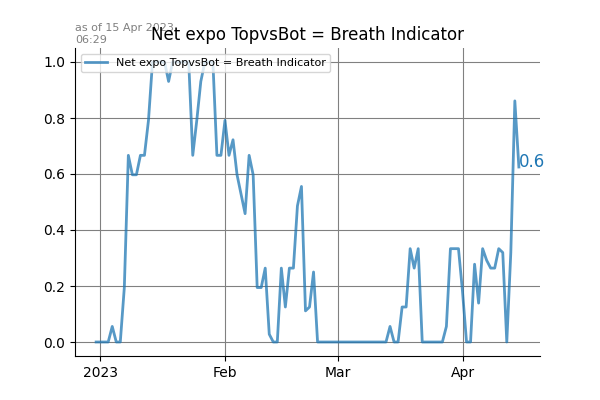 as of 15 Apr 2023
06:29
Net expo TopvsBot = Breath Indicator
Net expo TopvsBot = Breath Indicator
1.0
0.8
0.6
0.4
0.2
0.0
0.6
2023 Feb Mar Apr